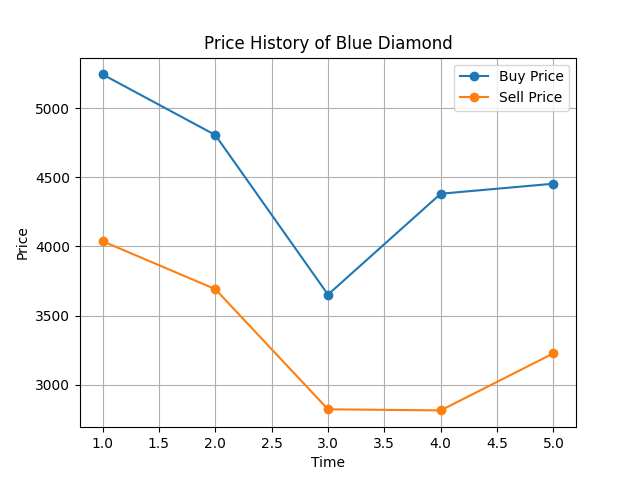 Price History of Blue Diamond
Buy Price
Sell Price
Price
5000
4500
4000
3500
3000
1.0 1.5 2.0 2.5 3.0 3.5 4.0 4.5 5.0
Time